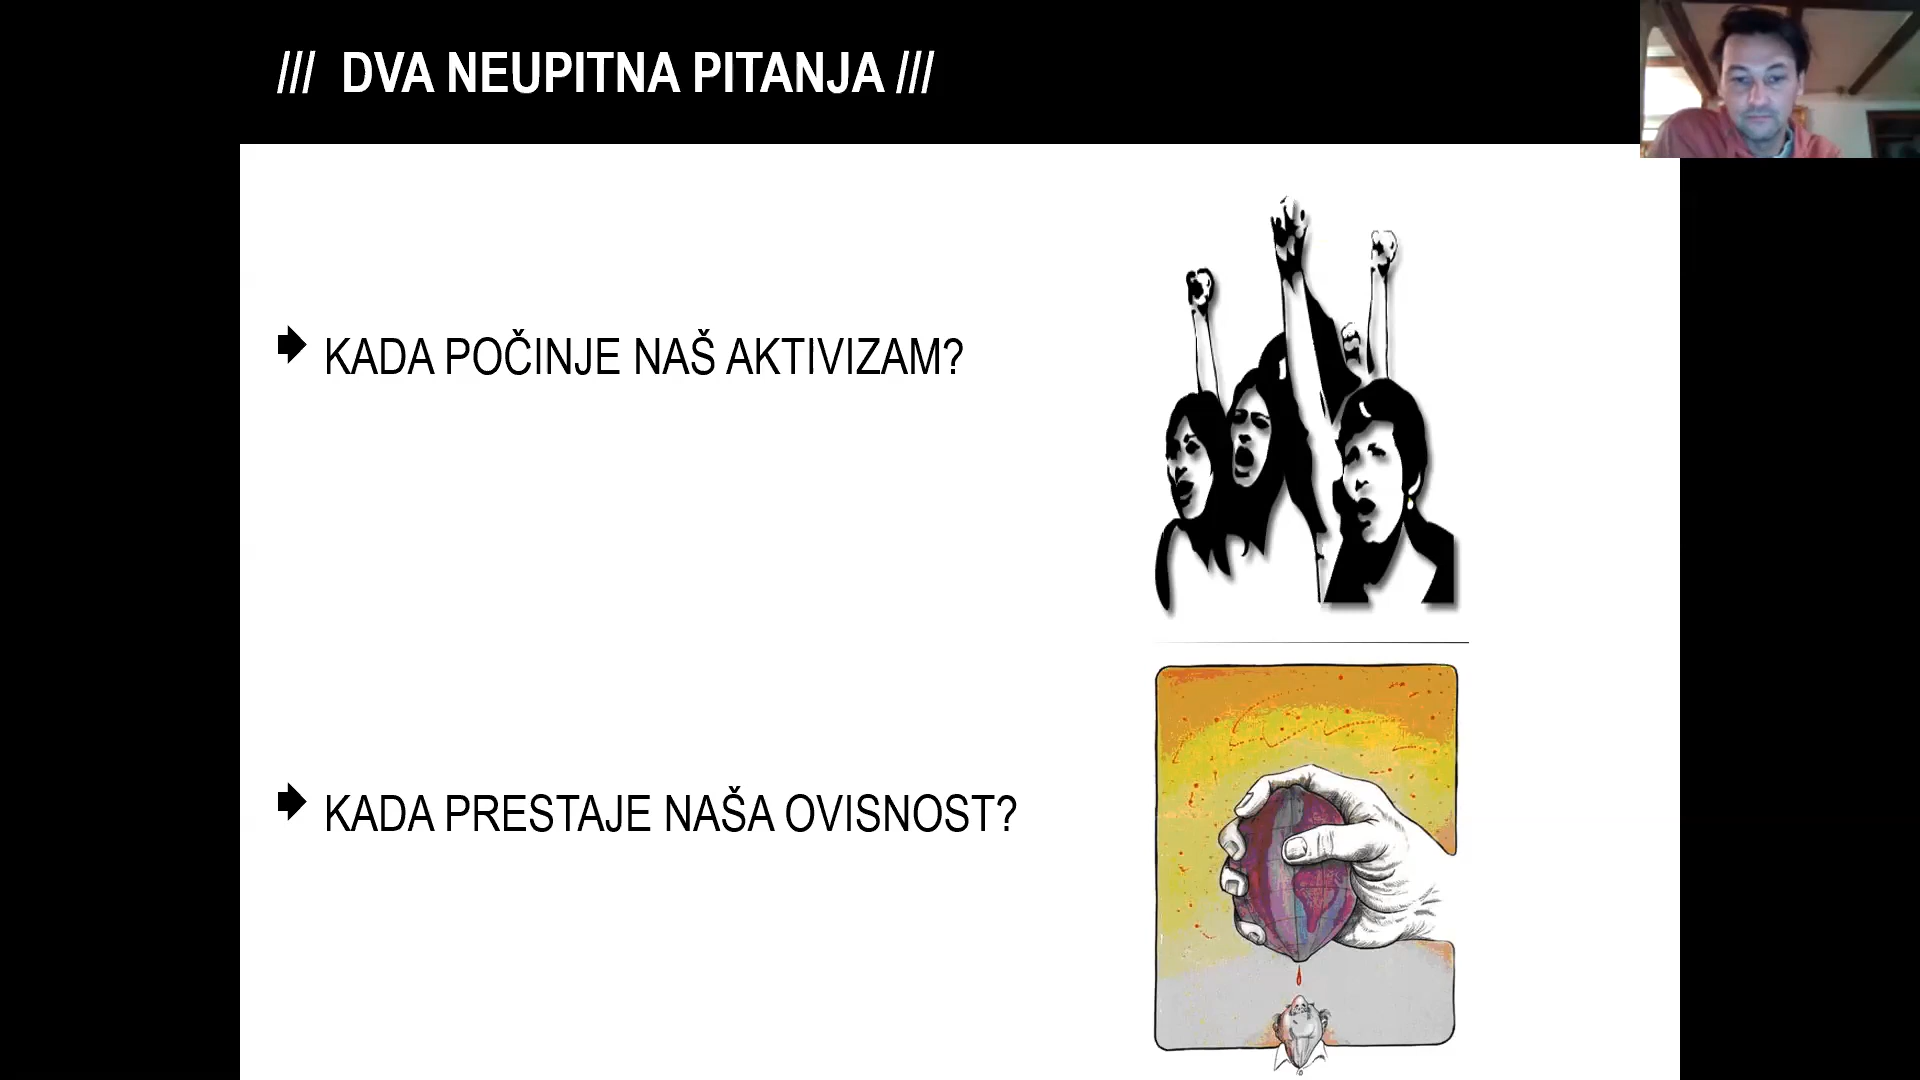 /// DVA NEUPITNA PITANJA ///
KADA POČINJE NAŠ AKTIVIZAM?
KADA PRESTAJE NAŠA OVISNOST?